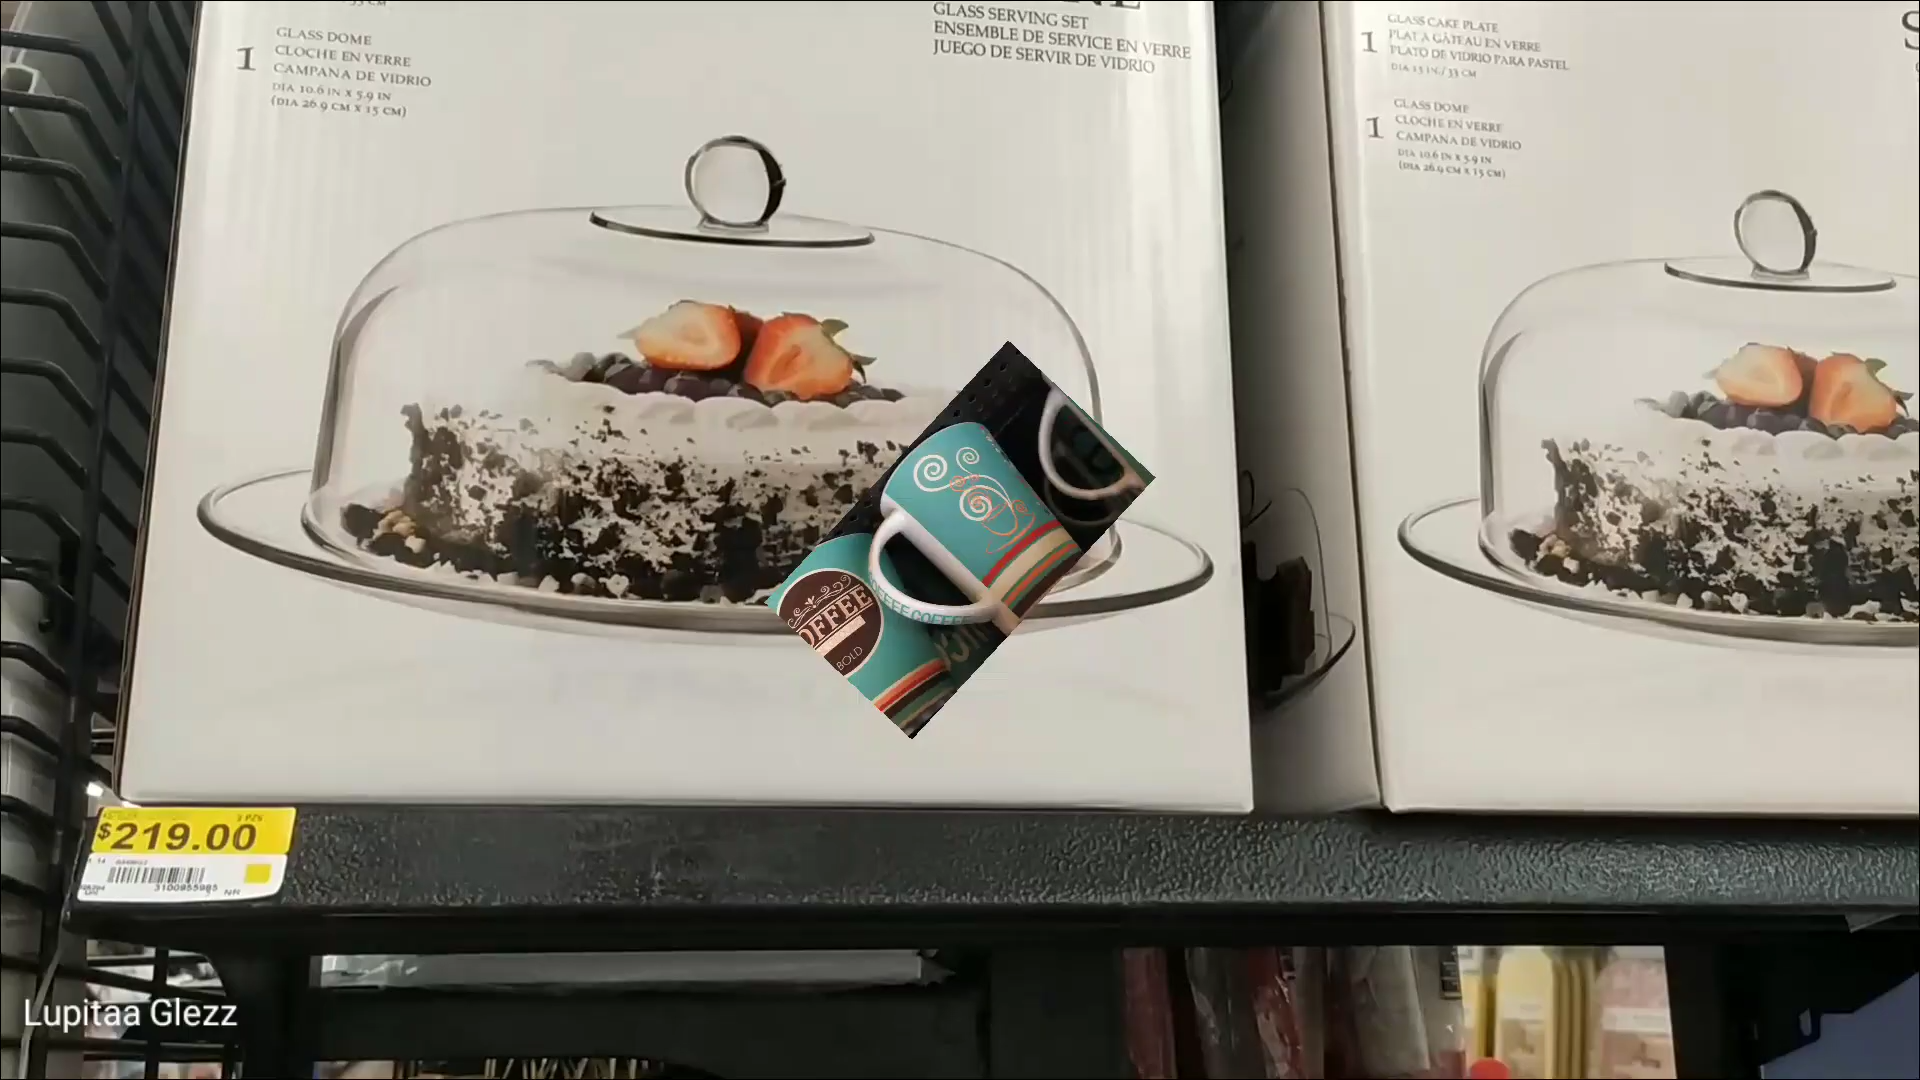 GLASS DOME
1 CLOCHE EN VERRE
CAMPANA DE VIDRIO
DIA 10.6 IN X 5.9 IN
(DIA 26.9 CM X 15 CM)
GLASS SERVING SET
ENSEMBLE DE SERVICE EN VERRE
JUEGO DE SERVIR DE VIDRIO
GLASS CAKE PLATE
1 PLAT A GÂTEAU EN VERRE
PLATO DE VIDRIO PARA PASTEL
DIA 13 IN / 33 CM
GLASS DOME
1 CLOCHE EN VERRE
CAMPANA DE VIDRIO
DIA 10.6 IN X 5.9 IN
(DIA 26.9 CM X 15 CM)
OFFEE
BOLD
COFFEE COFFEE
$219.00
3100955985 NR
Lupitaa Glezz